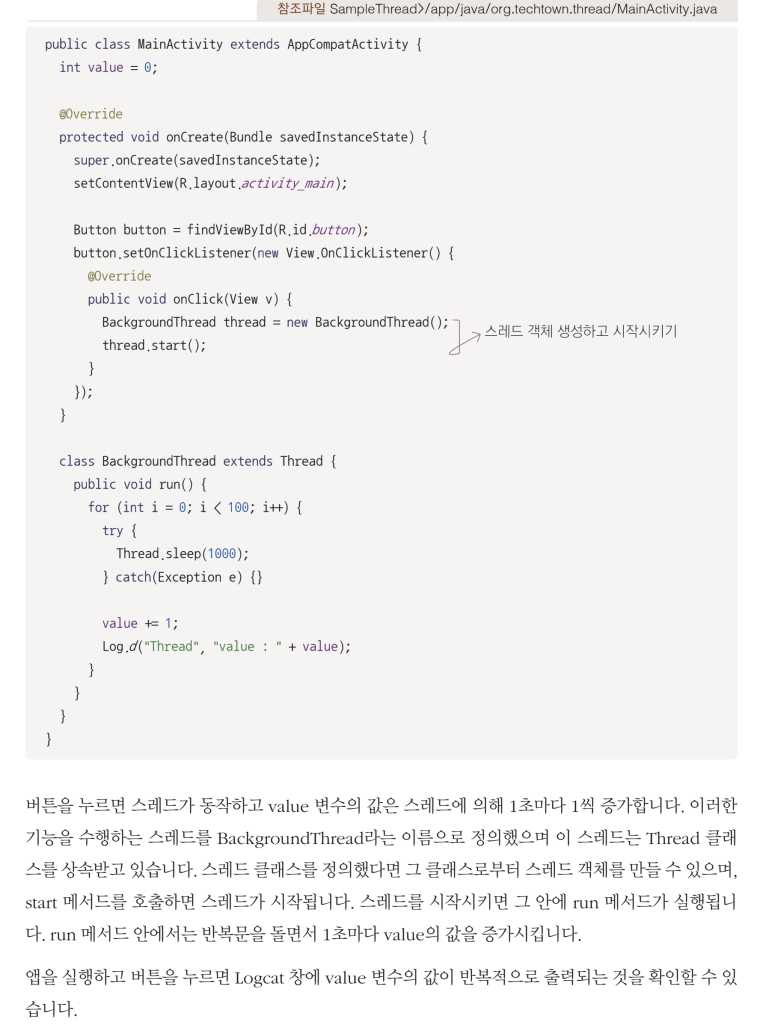 참조파일 SampleThread>/app/java/org.techtown.thread/MainActivity.java
public class MainActivity extends AppCompatActivity {
int value = 0;
@Override
protected void onCreate(Bundle savedInstanceState) {
super.onCreate(savedInstanceState);
setContentView(R.layout.activity_main);
Button button = findViewById(R.id.button);
button.setOnClickListener(new View.OnClickListener() {
@Override
public void onClick(View v) {
BackgroundThread thread = new BackgroundThread();
스레드 객체 생성하고 시작시키기
thread.start();
}
});
}
class BackgroundThread extends Thread {
public void run() {
for (int i = 0; i < 100; i++) {
try {
Thread.sleep(1000);
} catch(Exception e) {}
value += 1;
Log.d("Thread", "value : " + value);
}
}
}
}
버튼을 누르면 스레드가 동작하고 value 변수의 값은 스레드에 의해 1초마다 1씩 증가합니다. 이러한
기능을 수행하는 스레드를 BackgroundThread라는 이름으로 정의했으며 이 스레드는 Thread 클래
스를 상속받고 있습니다. 스레드 클래스를 정의했다면 그 클래스로부터 스레드 객체를 만들 수 있으며,
start 메서드를 호출하면 스레드가 시작됩니다. 스레드를 시작시키면 그 안에 run 메서드가 실행됩니
다. run 메서드 안에서는 반복문을 돌면서 1초마다 value의 값을 증가시킵니다.
앱을 실행하고 버튼을 누르면 Logcat 창에 value 변수의 값이 반복적으로 출력되는 것을 확인할 수 있
습니다.